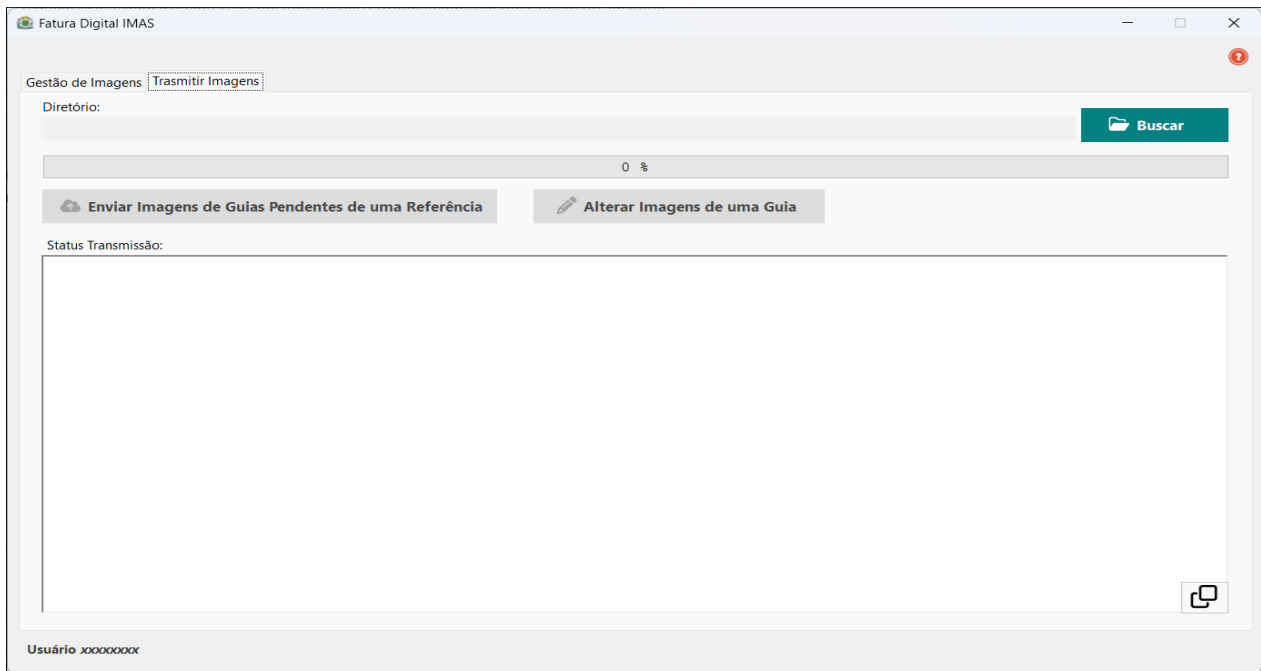 Fatura Digital IMAS
?
Gestão de Imagens Trasmitir Imagens
Diretório:
Buscar
0 %
Enviar Imagens de Guias Pendentes de uma Referência Alterar Imagens de uma Guia
Status Transmissão:
Usuário xxxxxxxx